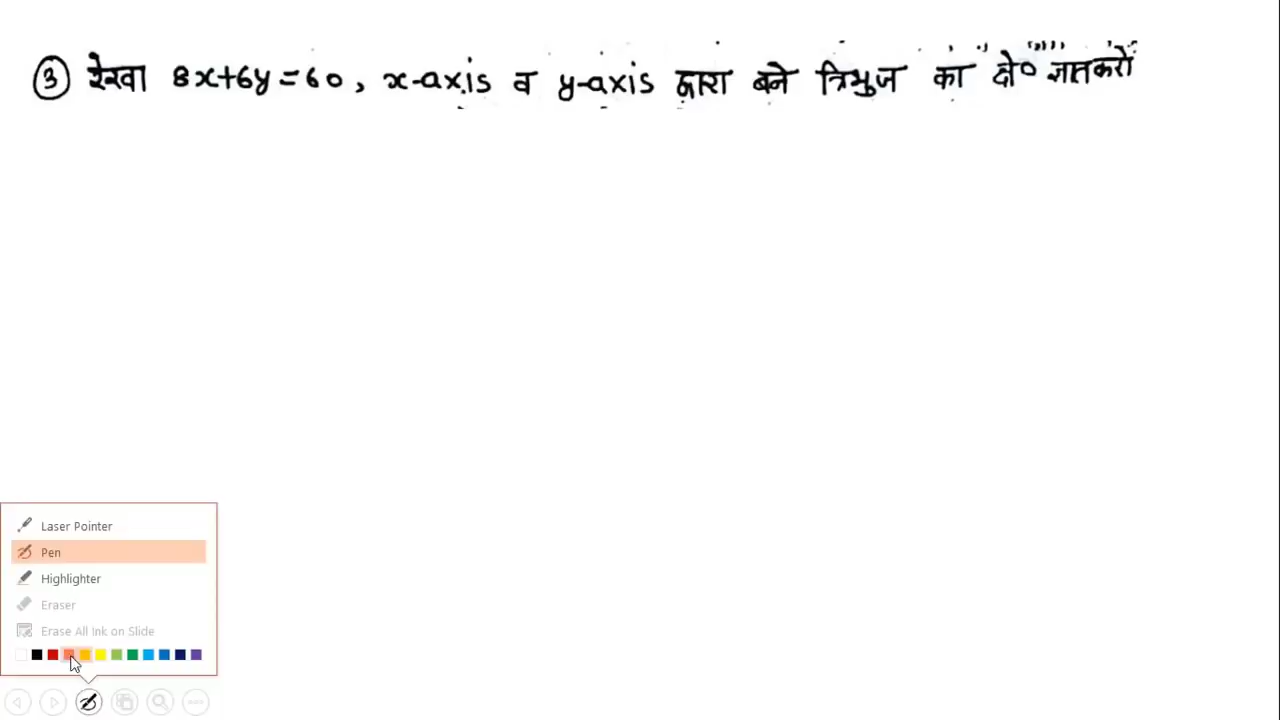 ③ रेखा 8x+6y=60, x-axis व y-axis द्वारा बने त्रिभुज का क्षे० ज्ञात करो
Laser Pointer
Pen
Highlighter
Eraser
Erase All Ink on Slide